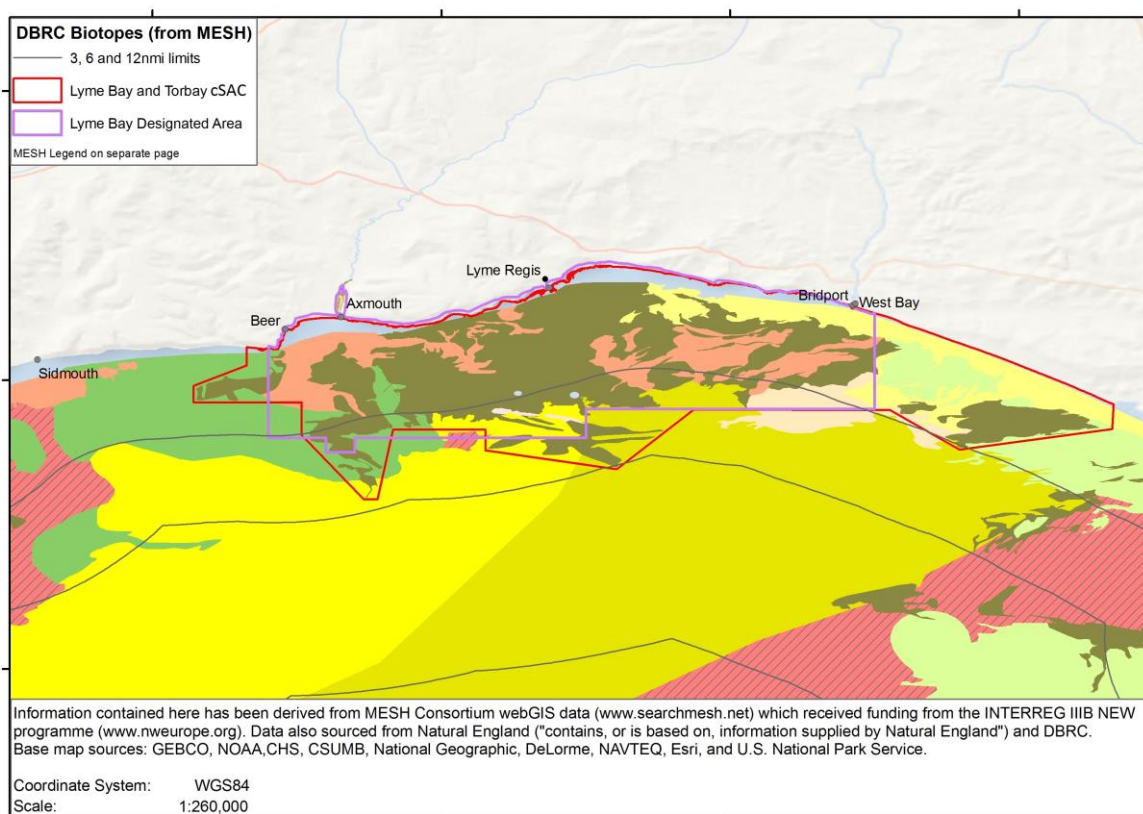 DBRC Biotopes (from MESH)
3, 6 and 12nmi limits
Lyme Bay and Torbay cSAC
Lyme Bay Designated Area
MESH Legend on separate page
Lyme Regis
Bridport
West Bay
Axmouth
Beer
Sidmouth
Information contained here has been derived from MESH Consortium webGIS data (www.searchmesh.net) which received funding from the INTERREG IIIB NEW
programme (www.nweurope.org). Data also sourced from Natural England ("contains, or is based on, information supplied by Natural England") and DBRC.
Base map sources: GEBCO, NOAA,CHS, CSUMB, National Geographic, DeLorme, NAVTEQ, Esri, and U.S. National Park Service.
Coordinate System: WGS84
Scale: 1:260,000